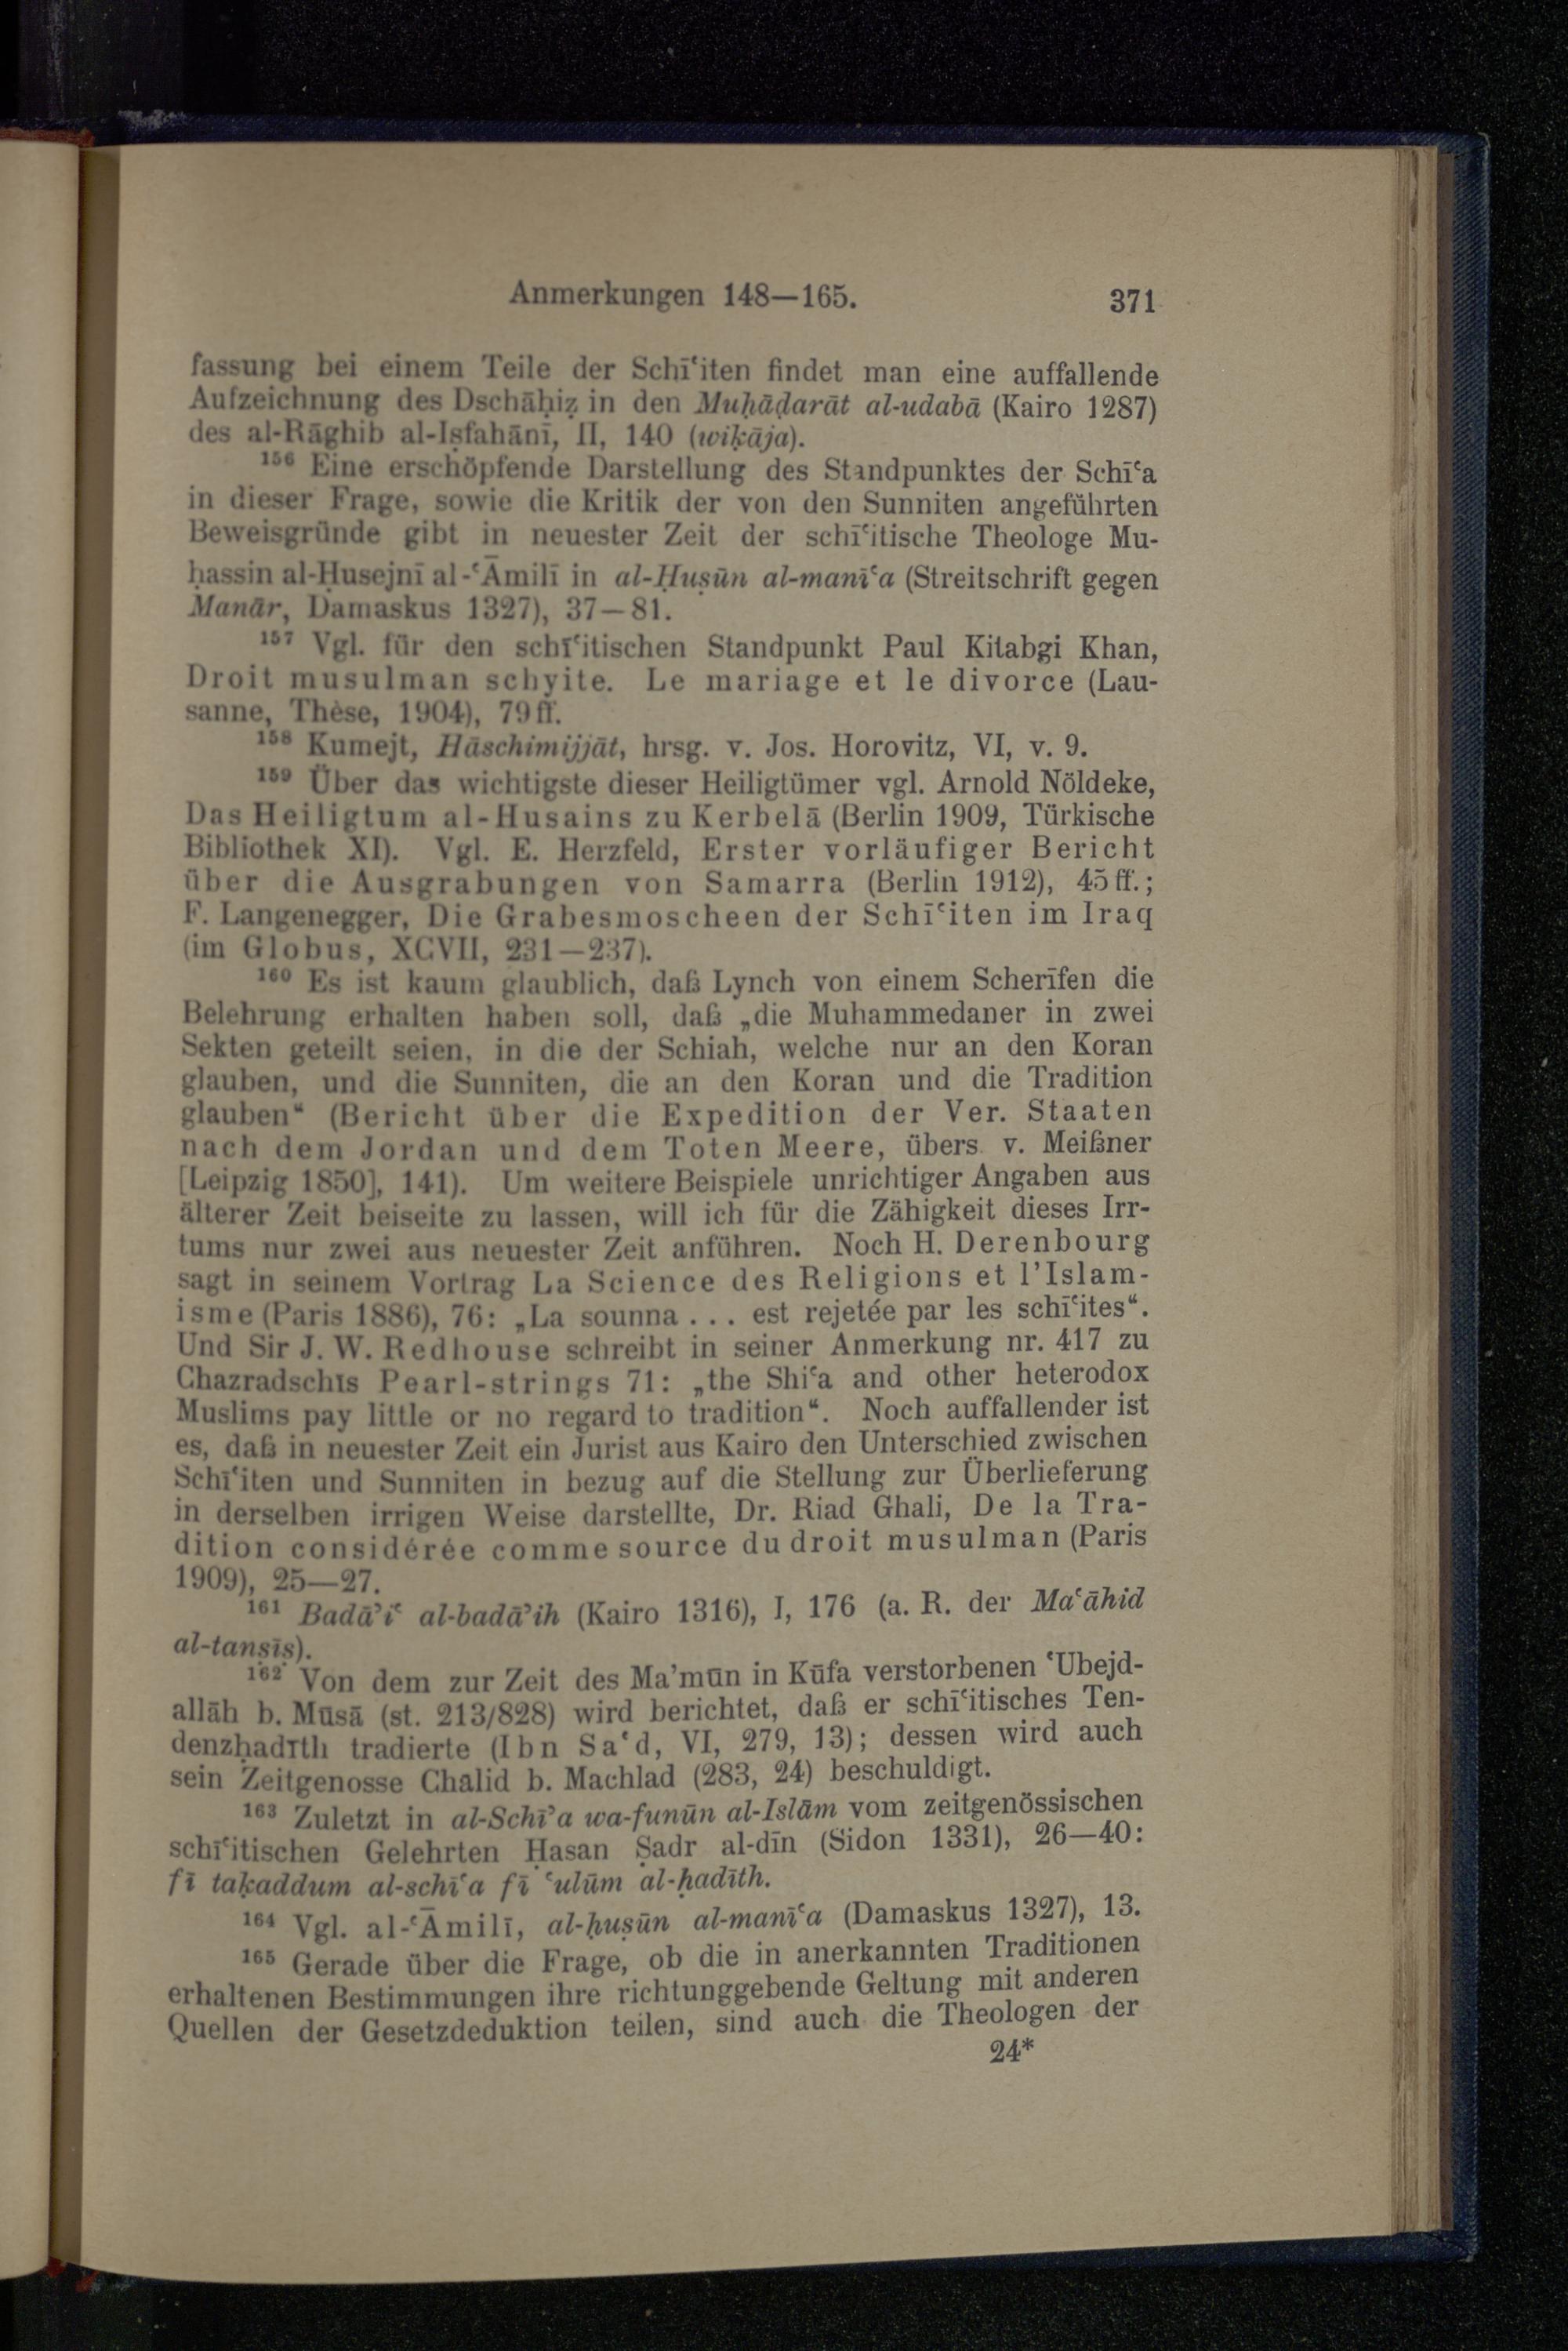 Anmerkungen 148—165. 371
fassung bei einem Teile der Schīʿiten findet man eine auffallende
Aufzeichnung des Dschāḥiẓ in den Muḥāḍarāt al-udabā (Kairo 1287)
des al-Rāghib al-Iṣfahānī, II, 140 (wiḳāja).
¹⁵⁶ Eine erschöpfende Darstellung des Standpunktes der Schīʿa
in dieser Frage, sowie die Kritik der von den Sunniten angeführten
Beweisgründe gibt in neuester Zeit der schīʿitische Theologe Mu-
ḥassin al-Ḥusejnī al-ʿĀmilī in al-Ḥuṣūn al-manīʿa (Streitschrift gegen
Manār, Damaskus 1327), 37—81.
¹⁵⁷ Vgl. für den schīʿitischen Standpunkt Paul Kitabgi Khan,
Droit musulman schyite. Le mariage et le divorce (Lau-
sanne, Thèse, 1904), 79 ff.
¹⁵⁸ Kumejt, Hāschimijjāt, hrsg. v. Jos. Horovitz, VI, v. 9.
¹⁵⁹ Über das wichtigste dieser Heiligtümer vgl. Arnold Nöldeke,
Das Heiligtum al-Husains zu Kerbelā (Berlin 1909, Türkische
Bibliothek XI). Vgl. E. Herzfeld, Erster vorläufiger Bericht
über die Ausgrabungen von Samarra (Berlin 1912), 45 ff.;
F. Langenegger, Die Grabesmoscheen der Schīʿiten im Iraq
(im Globus, XCVII, 231—237).
¹⁶⁰ Es ist kaum glaublich, daß Lynch von einem Scherīfen die
Belehrung erhalten haben soll, daß „die Muhammedaner in zwei
Sekten geteilt seien, in die der Schiah, welche nur an den Koran
glauben, und die Sunniten, die an den Koran und die Tradition
glauben“ (Bericht über die Expedition der Ver. Staaten
nach dem Jordan und dem Toten Meere, übers. v. Meißner
[Leipzig 1850], 141). Um weitere Beispiele unrichtiger Angaben aus
älterer Zeit beiseite zu lassen, will ich für die Zähigkeit dieses Irr-
tums nur zwei aus neuester Zeit anführen. Noch H. Derenbourg
sagt in seinem Vortrag La Science des Religions et l'Islam-
isme (Paris 1886), 76: „La sounna . . . est rejetée par les schīʿites“.
Und Sir J. W. Redhouse schreibt in seiner Anmerkung nr. 417 zu
Chazradschīs Pearl-strings 71: „the Shiʿa and other heterodox
Muslims pay little or no regard to tradition“. Noch auffallender ist
es, daß in neuester Zeit ein Jurist aus Kairo den Unterschied zwischen
Schīʿiten und Sunniten in bezug auf die Stellung zur Überlieferung
in derselben irrigen Weise darstellte, Dr. Riad Ghali, De la Tra-
dition considérée comme source du droit musulman (Paris
1909), 25—27.
¹⁶¹ Badāʾiʿ al-badāʾih (Kairo 1316), I, 176 (a. R. der Maʿāhid
al-tanṣīṣ).
¹⁶² Von dem zur Zeit des Maʾmūn in Kūfa verstorbenen ʿUbejd-
allāh b. Mūsā (st. 213/828) wird berichtet, daß er schīʿitisches Ten-
denzḥadīth tradierte (Ibn Saʿd, VI, 279, 13); dessen wird auch
sein Zeitgenosse Chālid b. Machlad (283, 24) beschuldigt.
¹⁶³ Zuletzt in al-Schīʾa wa-funūn al-Islām vom zeitgenössischen
schīʿitischen Gelehrten Ḥasan Ṣadr al-dīn (Sidon 1331), 26—40:
fī taḳaddum al-schīʿa fī ʿulūm al-ḥadīth.
¹⁶⁴ Vgl. al-ʿĀmilī, al-ḥuṣūn al-manīʿa (Damaskus 1327), 13.
¹⁶⁵ Gerade über die Frage, ob die in anerkannten Traditionen
erhaltenen Bestimmungen ihre richtunggebende Geltung mit anderen
Quellen der Gesetzdeduktion teilen, sind auch die Theologen der
24*